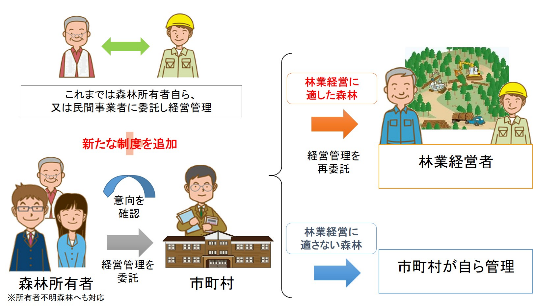 これまでは森林所有者自ら、
又は民間事業者に委託し経営管理
新たな制度を追加
意向を
確認
経営管理を
委託
森林所有者
※所有者不明森林へも対応
市町村
林業経営に
適した森林
経営管理を
再委託
林業経営者
林業経営に
適さない森林
市町村が自ら管理